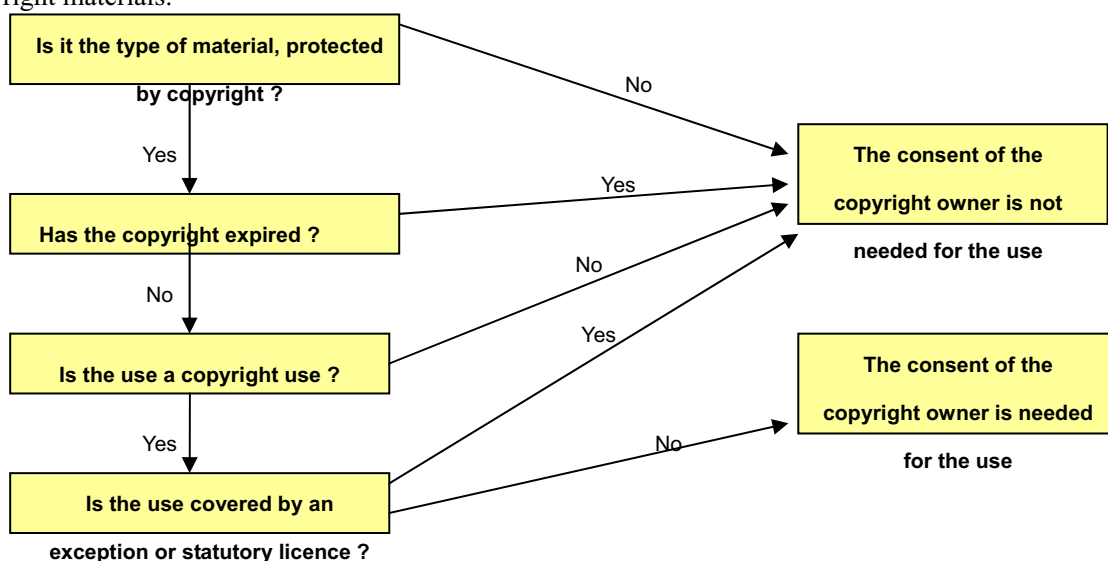 right materials.
Is it the type of material, protected
by copyright ?
No
Yes
The consent of the
copyright owner is not
needed for the use
Yes
Has the copyright expired ?
No
No
Yes
Is the use a copyright use ?
The consent of the
copyright owner is needed
for the use
Yes
No
Is the use covered by an
exception or statutory licence ?